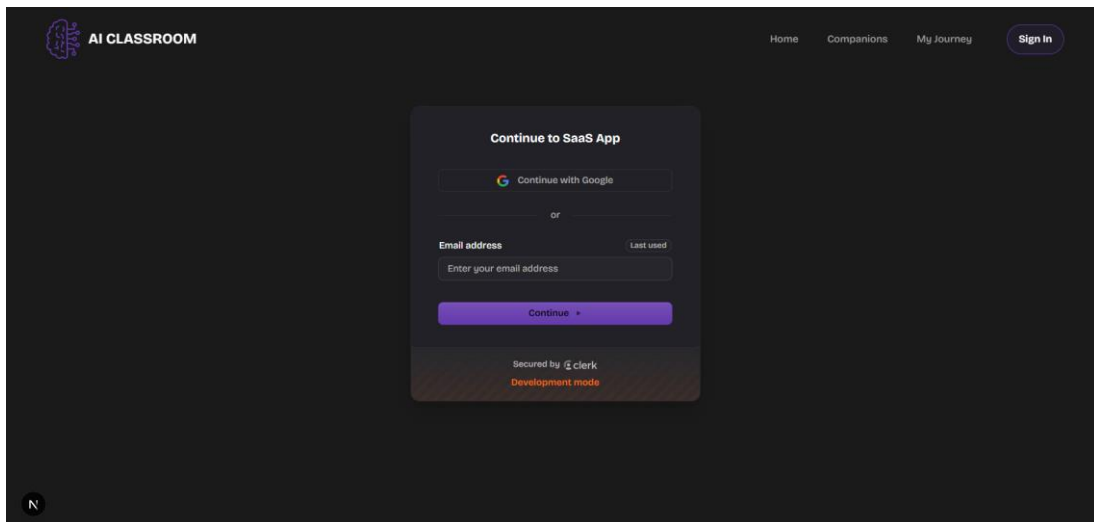 AI CLASSROOM
Home Companions My Journey Sign In
Continue to SaaS App
Continue with Google
or
Email address Last used
Enter your email address
Continue
Secured by clerk
Development mode
N